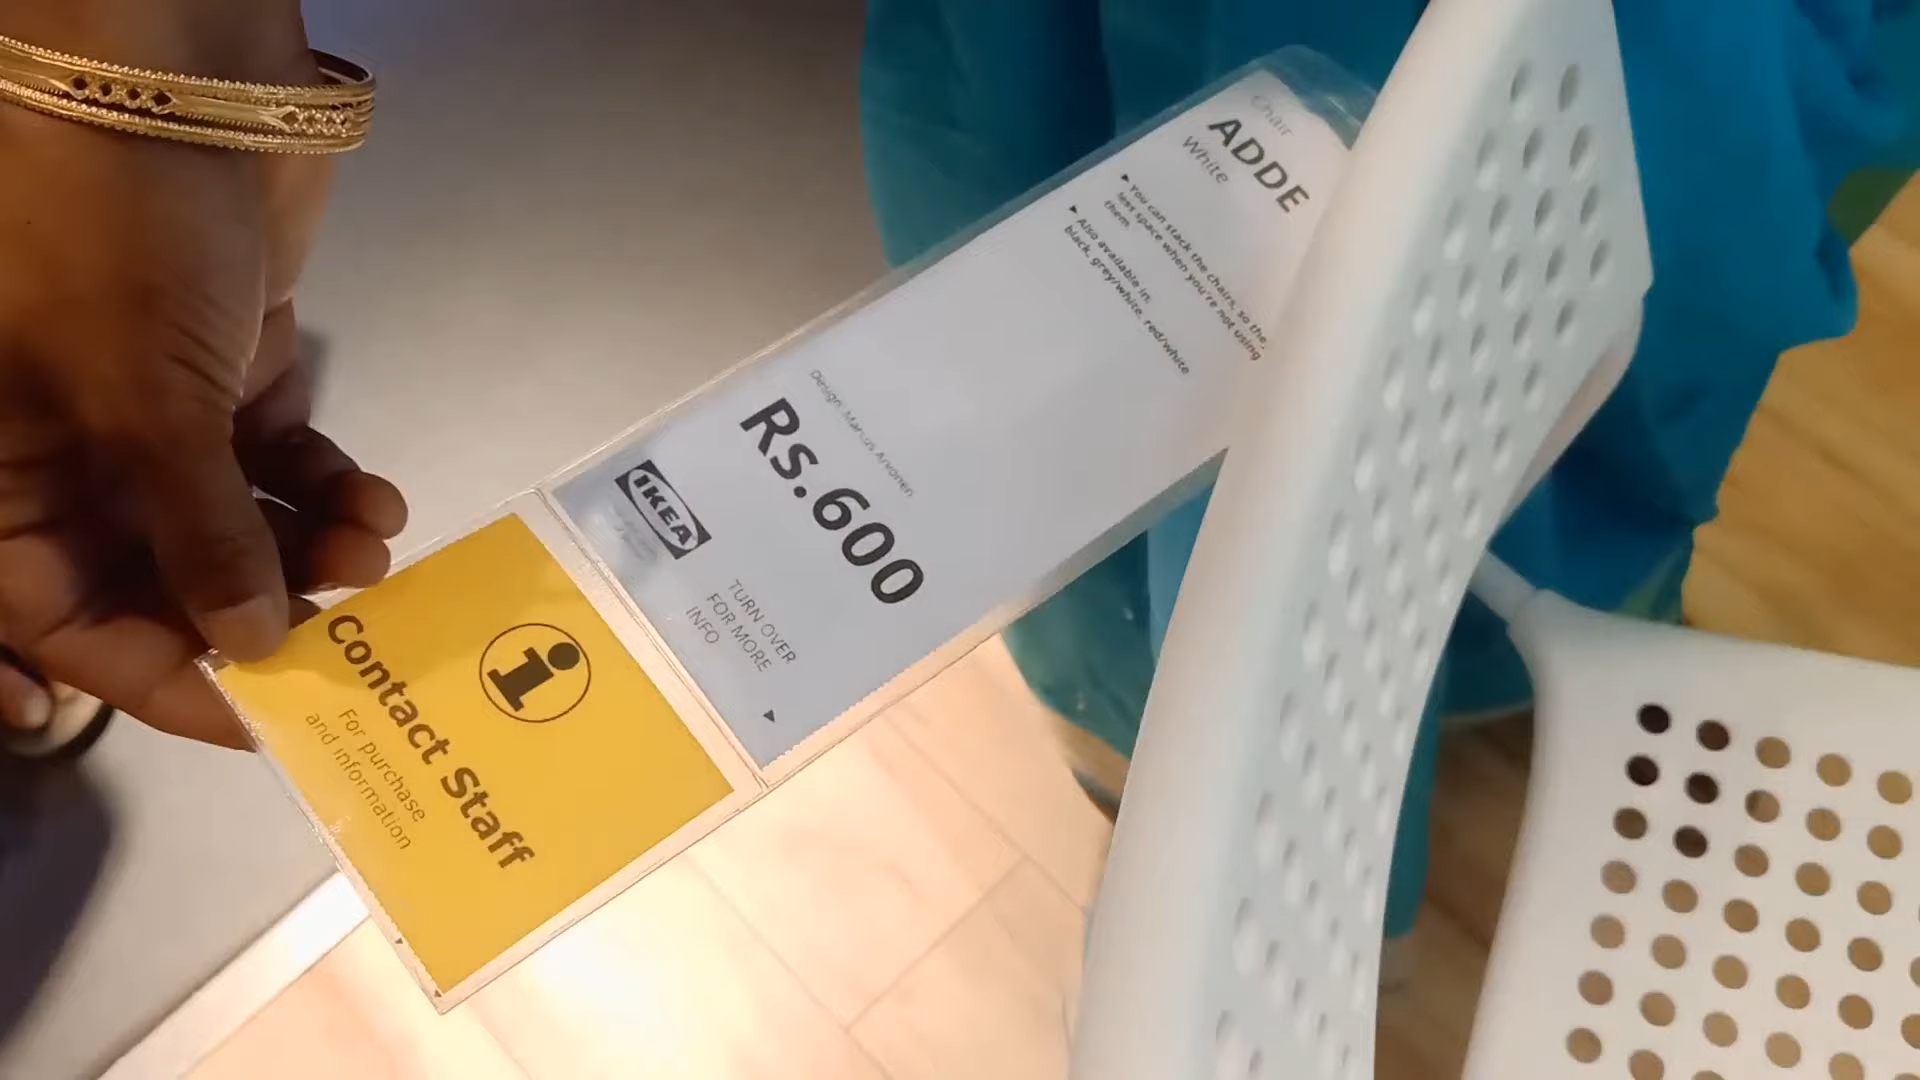 Chair
ADDE
White
▶ You can stack the chairs, so the
less space when you're not using
them.
▶ Also available in:
black, grey/white, red/white
Design: Marcus Arvonen
Rs.600
IKEA
TURN OVER
FOR MORE
INFO
Contact Staff
For purchase
and information